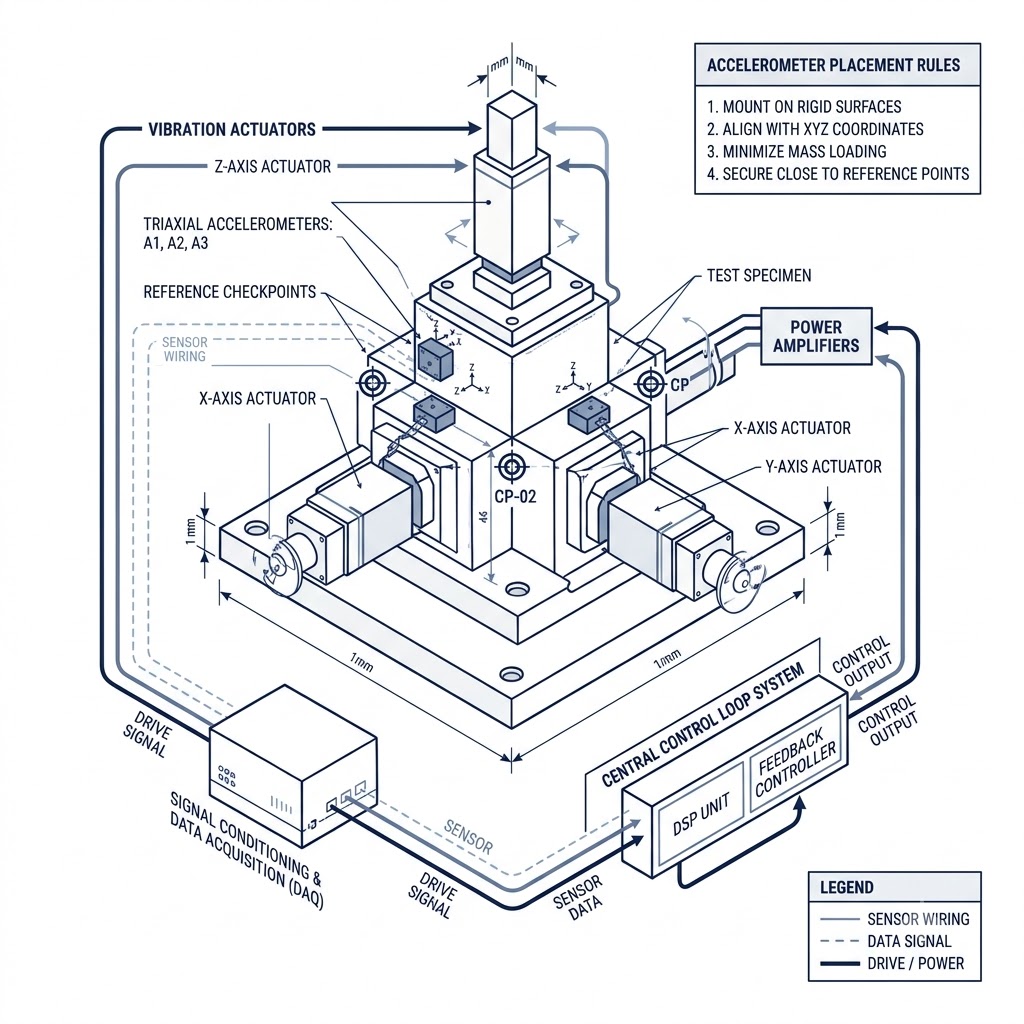 mm mm
ACCELEROMETER PLACEMENT RULES
1. MOUNT ON RIGID SURFACES
2. ALIGN WITH XYZ COORDINATES
3. MINIMIZE MASS LOADING
4. SECURE CLOSE TO REFERENCE POINTS
VIBRATION ACTUATORS
Z-AXIS ACTUATOR
TRIAXIAL ACCELEROMETERS:
A1, A2, A3
REFERENCE CHECKPOINTS
TEST SPECIMEN
SENSOR
WIRING
POWER
AMPLIFIERS
Z
Z
Z
Z Y
Z Y
CP
X-AXIS ACTUATOR
X-AXIS ACTUATOR
Y-AXIS ACTUATOR
CP-02
1 mm
1mm
1mm
CENTRAL CONTROL LOOP SYSTEM
CONTROL
OUTPUT
CONTROL
OUTPUT
DRIVE
SIGNAL
DSP UNIT
FEEDBACK
CONTROLLER
SIGNAL CONDITIONING &
DATA ACQUISITION (DAQ)
SENSOR
DRIVE
SIGNAL
SENSOR
DATA
LEGEND
SENSOR WIRING
DATA SIGNAL
DRIVE / POWER